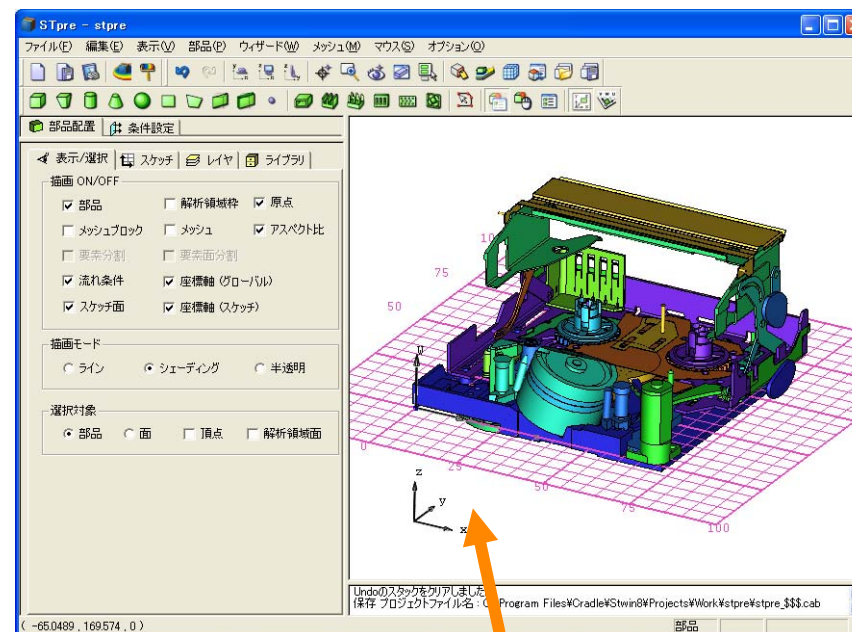 STpre - stpre
ファイル(F) 編集(E) 表示(V) 部品(P) ウィザード(W) メッシュ(M) マウス(S) オプション(O)
部品配置 条件設定
表示/選択 スケッチ レイヤ ライブラリ
描画 ON/OFF
部品 解析領域枠 原点
メッシュブロック メッシュ アスペクト比
要素分割 要素面分割
流れ条件 座標軸 (グローバル)
スケッチ面 座標軸 (スケッチ)
描画モード
ライン シェーディング 半透明
選択対象
部品 面 頂点 解析領域面
10
75
50
W
0
25
50
75
100
z
y
x
Undoのスタックをクリアしました
保存 プロジェクトファイル名 : Program Files¥Cradle¥Stwin8¥Projects¥Work¥stpre¥stpre_$$$.cab
( -65.0489 , 169.574 , 0 ) 部品